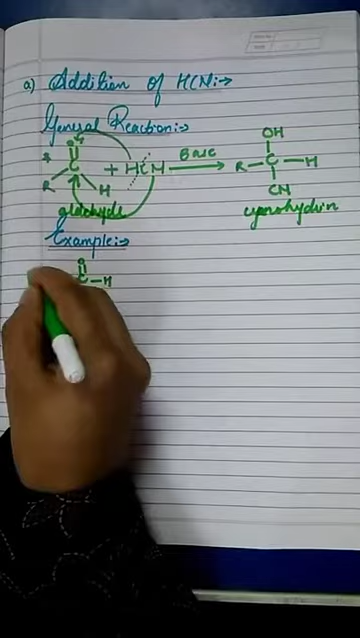 a) Addition of HCN:→
General Reaction:→
O
R C H + HCN Base → R — C — H
OH
CN
aldehyde cyanohydrin
Example:→
O
C — H